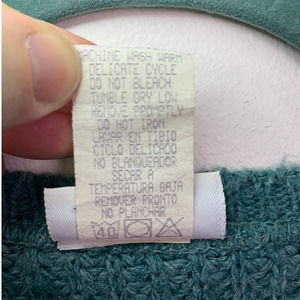 MACHINE WASH WARM
DELICATE CYCLE
DO NOT BLEACH
TUMBLE DRY LOW
REMOVE PROMPTLY
DO NOT IRON
LAVAR EN TIBIO
CICLO DELICADO
NO BLANQUEADOR
SECAR A
TEMPERATURA BAJA
REMOVER PRONTO
NO PLANCHAR
40